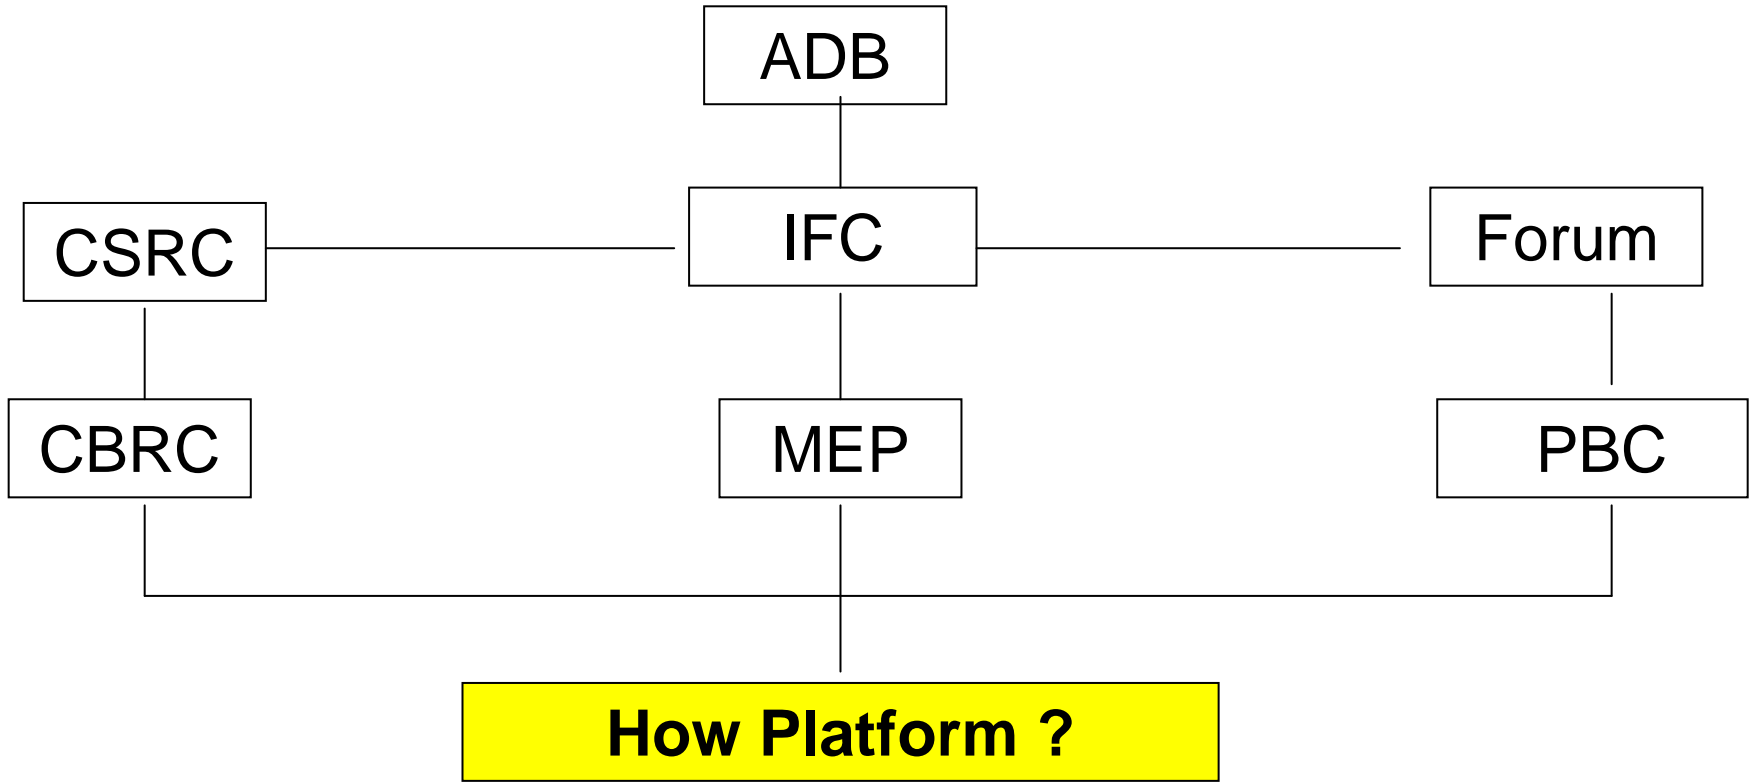 ADB
CSRC
IFC
Forum
CBRC
MEP
PBC
How Platform ?